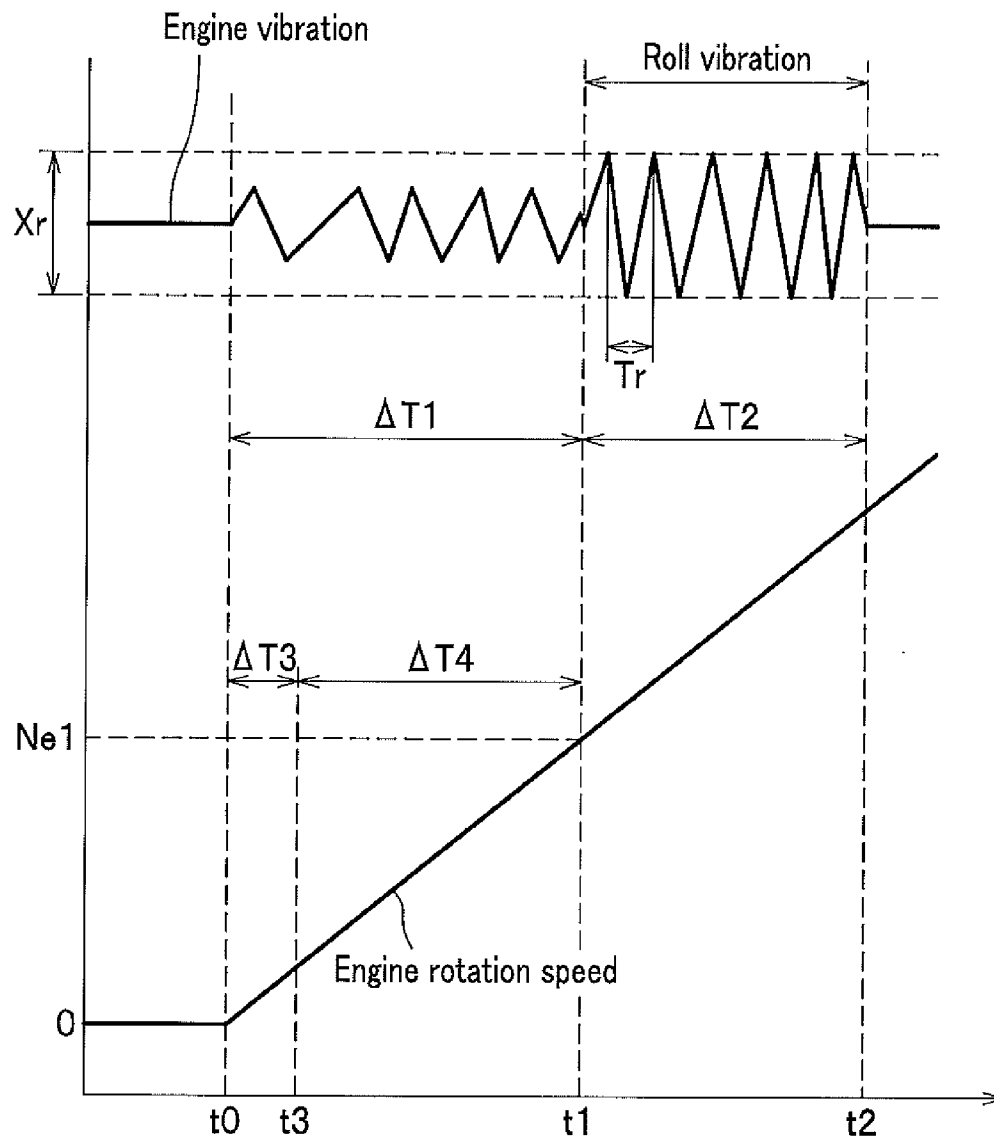 Engine vibration
Roll vibration
Xr
Tr
ΔT1
ΔT2
ΔT3
ΔT4
Ne1
Engine rotation speed
0
t0
t3
t1
t2